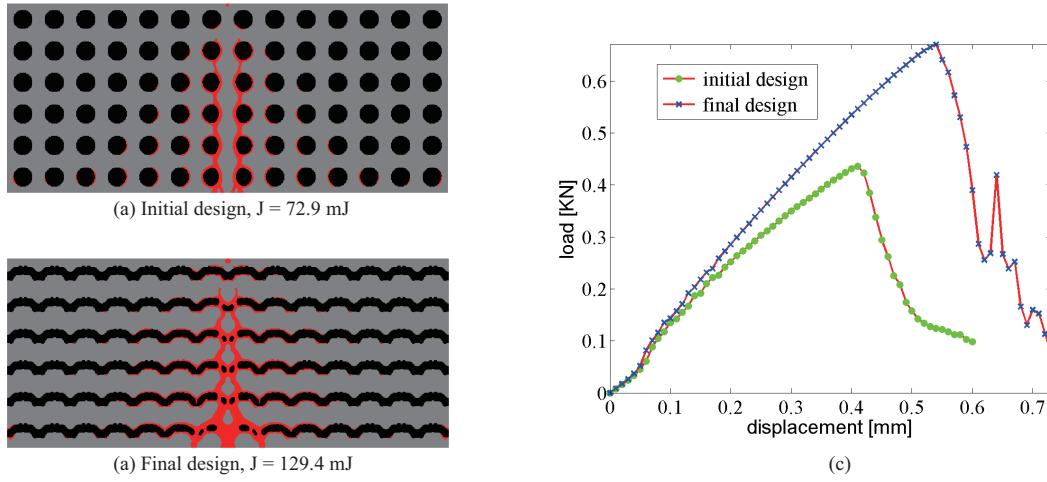 (a) Initial design, J = 72.9 mJ
(a) Final design, J = 129.4 mJ
initial design
final design
load [KN]
0.6
0.5
0.4
0.3
0.2
0.1
0
0 0.1 0.2 0.3 0.4 0.5 0.6 0.7
displacement [mm]
(c)